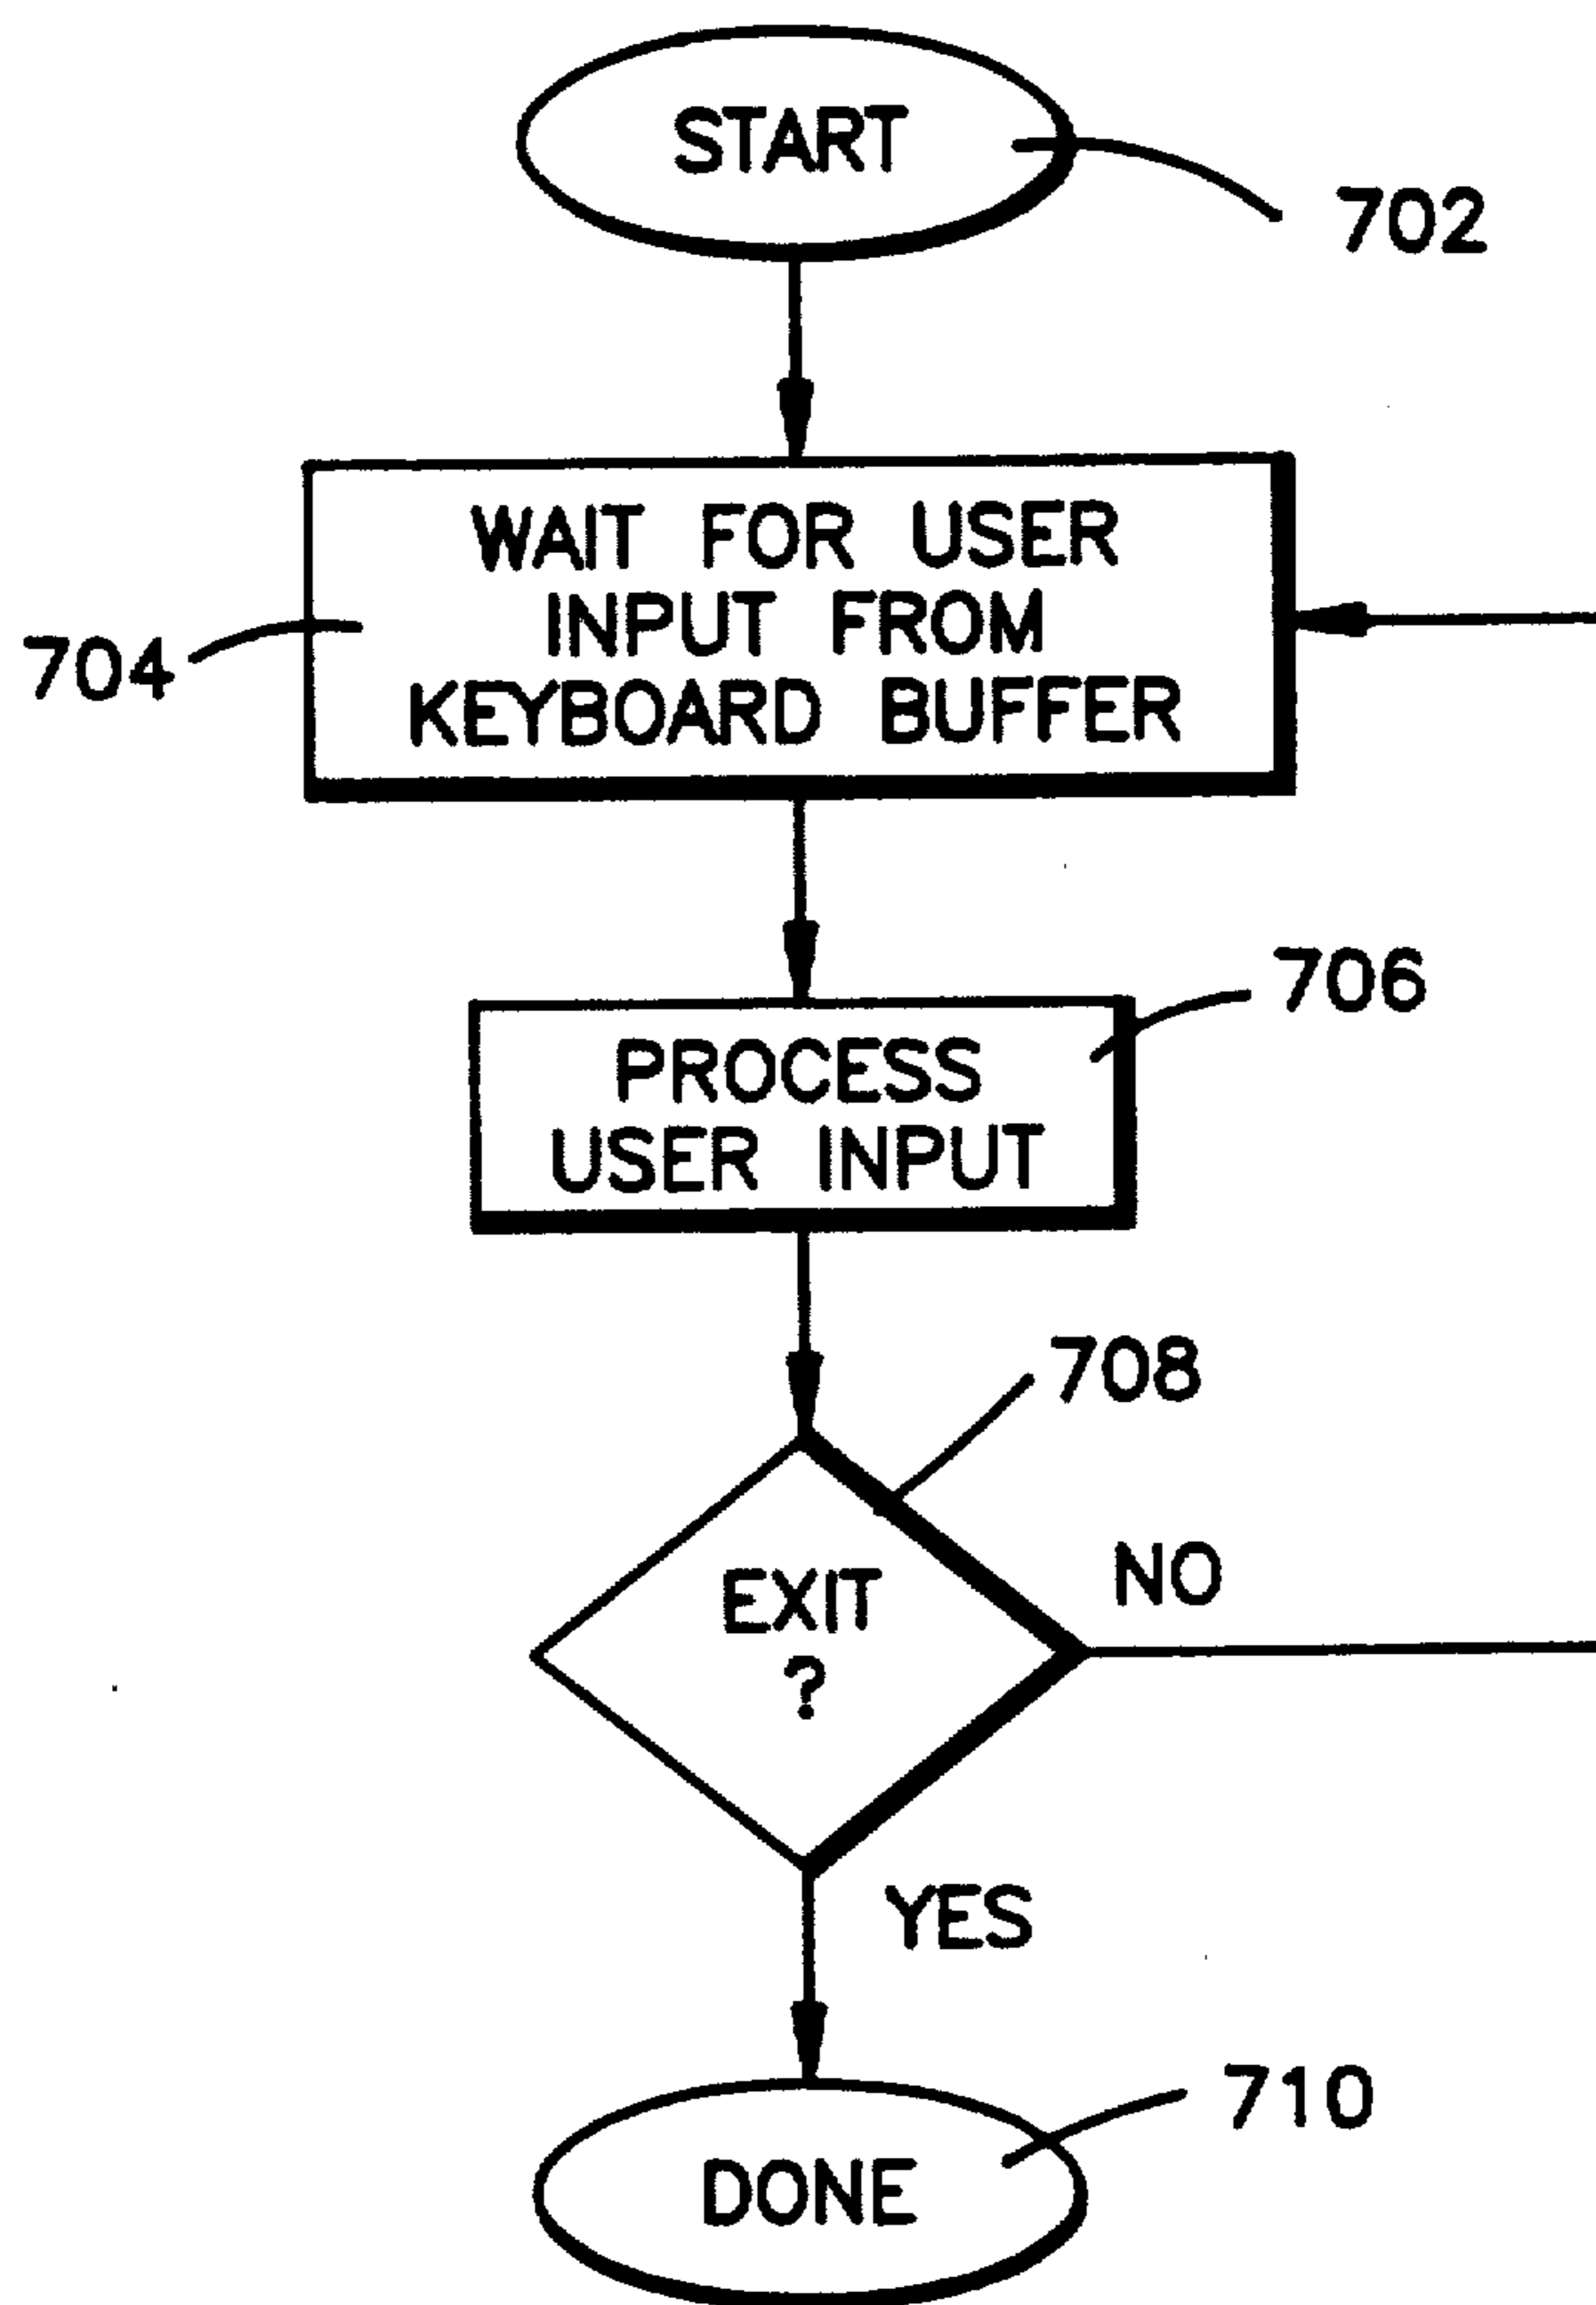 START
702
WAIT FOR USER
INPUT FROM
KEYBOARD BUFFER
704
706
PROCESS
USER INPUT
708
EXIT
?
NO
YES
710
DONE